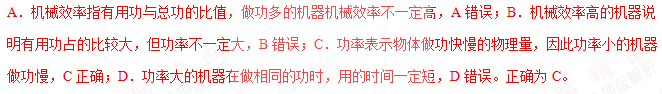 A．机械效率指有用功与总功的比值，做功多的机器机械效率不一定高，A 错误；B．机械效率高的机器说
明有用功占的比较大，但功率不一定大，B 错误；C．功率表示物体做功快慢的物理量，因此功率小的机器
做功慢，C 正确；D．功率大的机器在做相同的功时，用的时间一定短，D 错误。正确为 C。